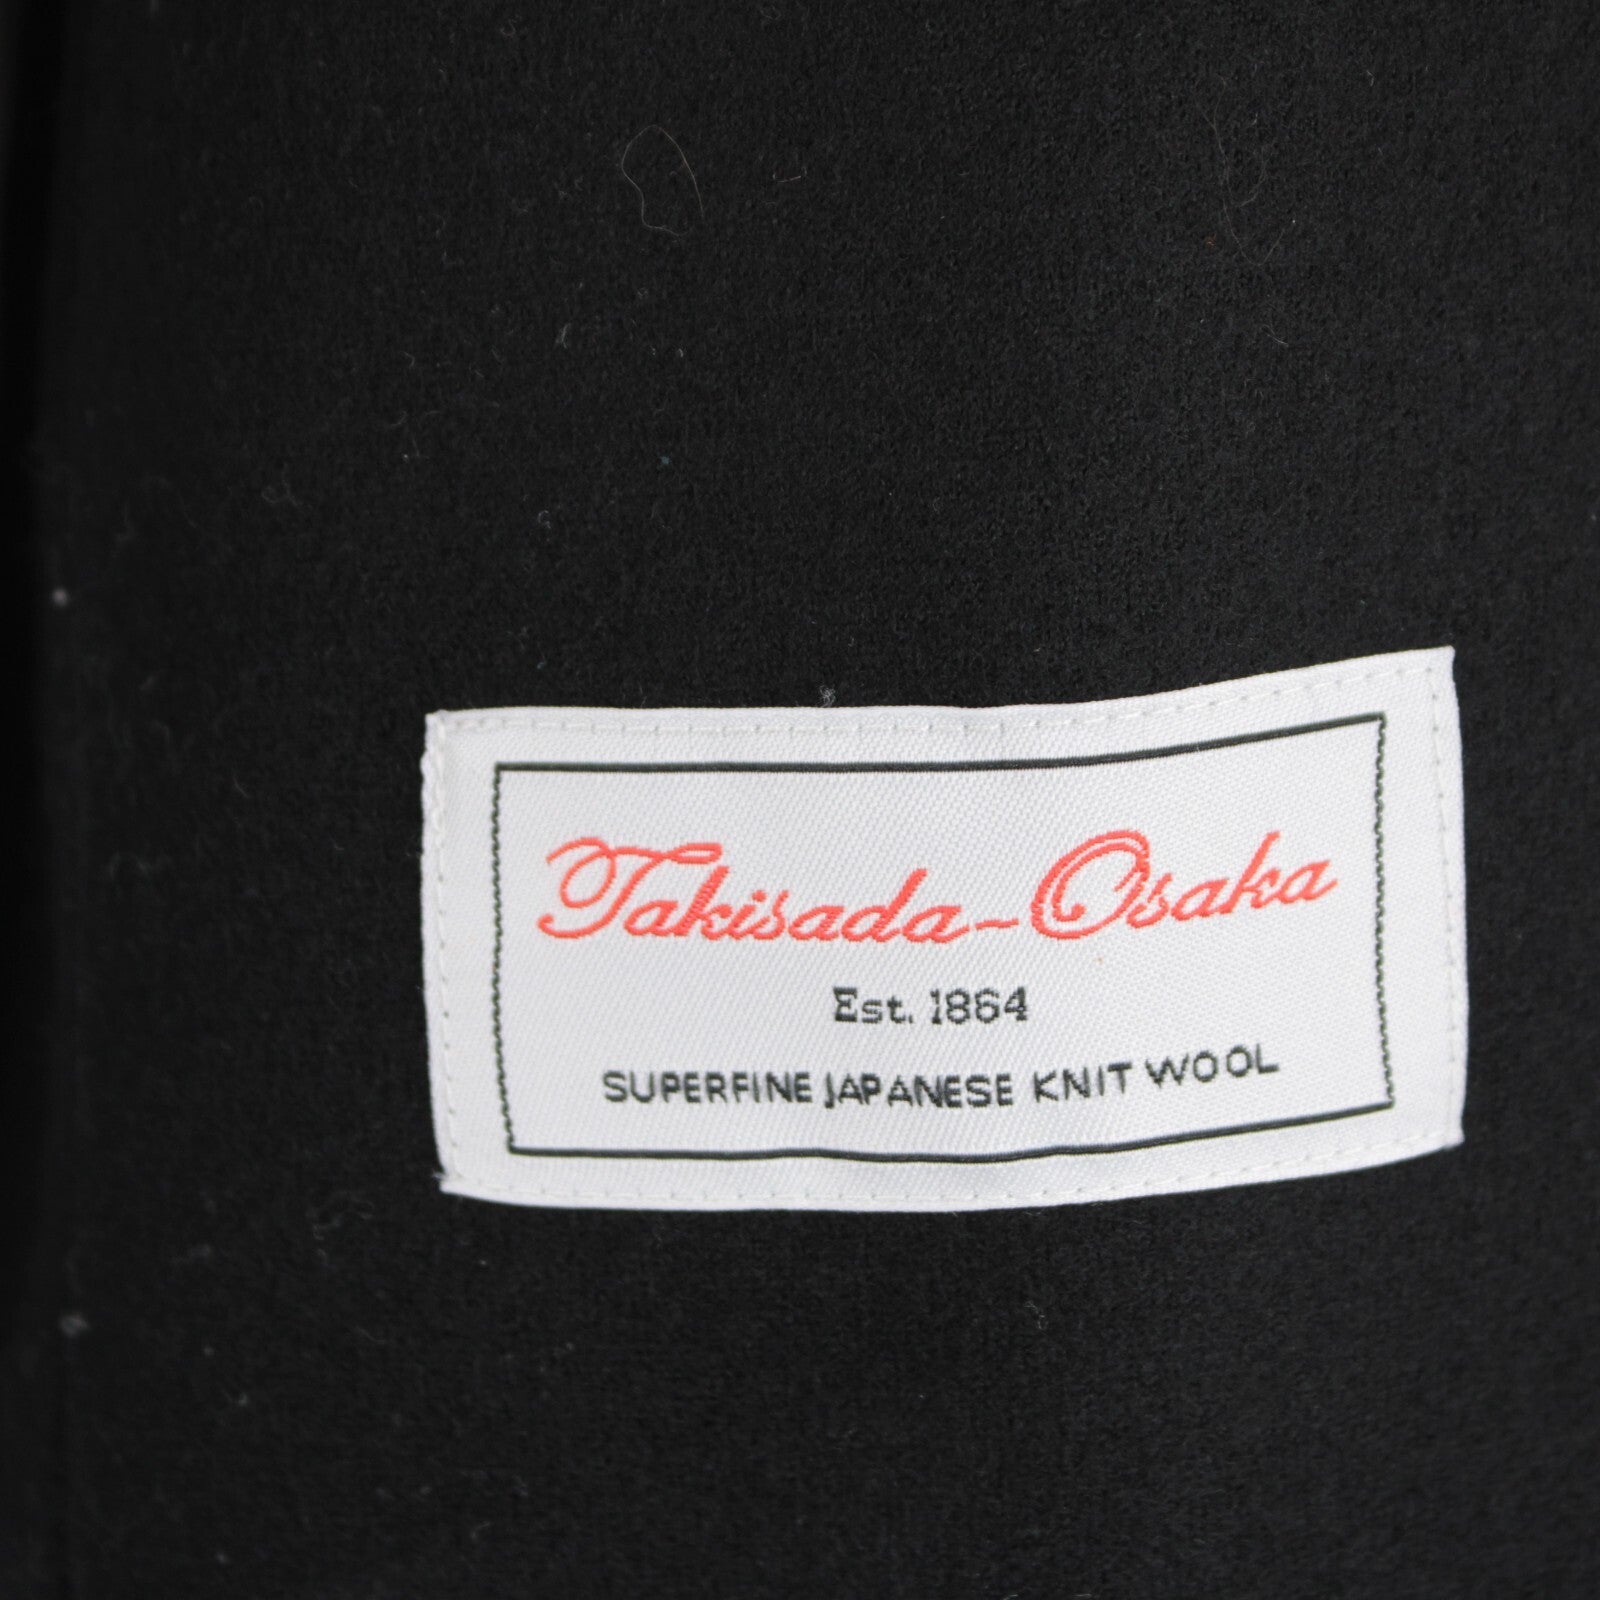 Takisada-Osaka
Est. 1864
SUPERFINE JAPANESE KNIT WOOL